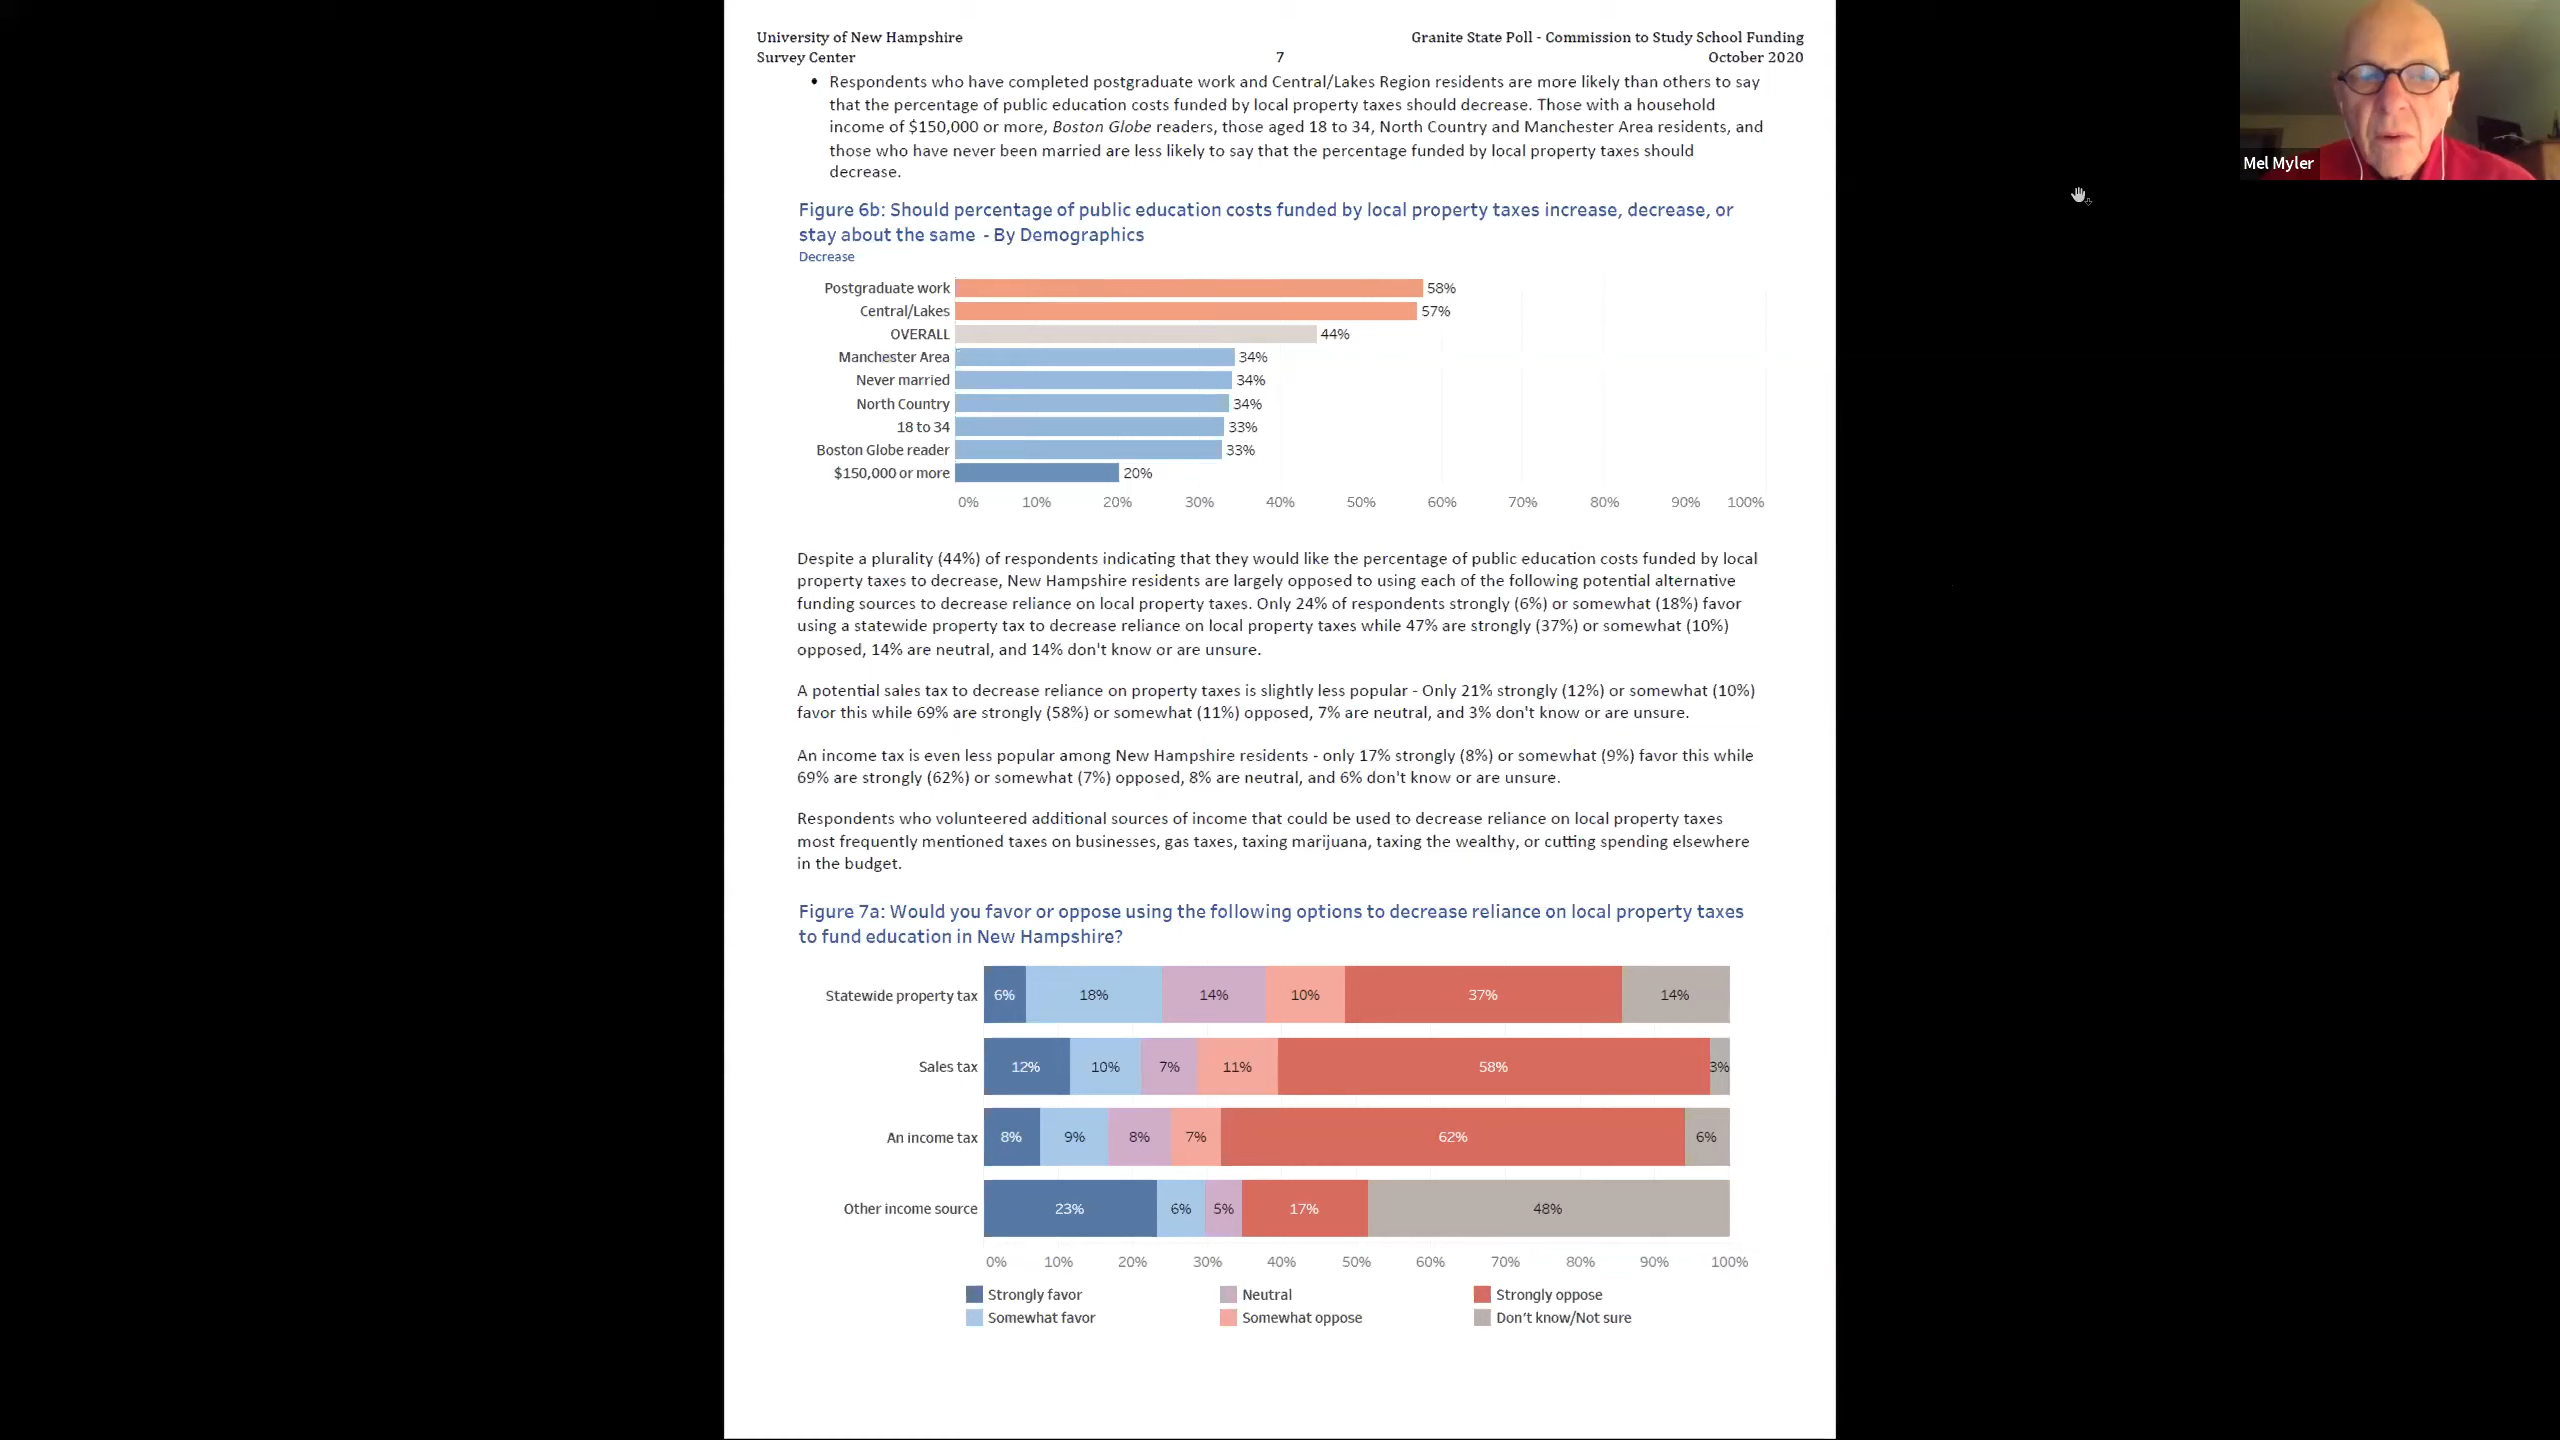 University of New Hampshire
Survey Center
7
Granite State Poll - Commission to Study School Funding
October 2020
• Respondents who have completed postgraduate work and Central/Lakes Region residents are more likely than others to say
that the percentage of public education costs funded by local property taxes should decrease. Those with a household
income of $150,000 or more, Boston Globe readers, those aged 18 to 34, North Country and Manchester Area residents, and
those who have never been married are less likely to say that the percentage funded by local property taxes should
decrease.
Mel Myler
Figure 6b: Should percentage of public education costs funded by local property taxes increase, decrease, or
stay about the same - By Demographics
Decrease
Postgraduate work 58%
Central/Lakes 57%
OVERALL 44%
Manchester Area 34%
Never married 34%
North Country 34%
18 to 34 33%
Boston Globe reader 33%
$150,000 or more 20%
0% 10% 20% 30% 40% 50% 60% 70% 80% 90% 100%
Despite a plurality (44%) of respondents indicating that they would like the percentage of public education costs funded by local
property taxes to decrease, New Hampshire residents are largely opposed to using each of the following potential alternative
funding sources to decrease reliance on local property taxes. Only 24% of respondents strongly (6%) or somewhat (18%) favor
using a statewide property tax to decrease reliance on local property taxes while 47% are strongly (37%) or somewhat (10%)
opposed, 14% are neutral, and 14% don't know or are unsure.
A potential sales tax to decrease reliance on property taxes is slightly less popular - Only 21% strongly (12%) or somewhat (10%)
favor this while 69% are strongly (58%) or somewhat (11%) opposed, 7% are neutral, and 3% don't know or are unsure.
An income tax is even less popular among New Hampshire residents - only 17% strongly (8%) or somewhat (9%) favor this while
69% are strongly (62%) or somewhat (7%) opposed, 8% are neutral, and 6% don't know or are unsure.
Respondents who volunteered additional sources of income that could be used to decrease reliance on local property taxes
most frequently mentioned taxes on businesses, gas taxes, taxing marijuana, taxing the wealthy, or cutting spending elsewhere
in the budget.
Figure 7a: Would you favor or oppose using the following options to decrease reliance on local property taxes
to fund education in New Hampshire?
Statewide property tax 6% 18% 14% 10% 37% 14%
Sales tax 12% 10% 7% 11% 58% 3%
An income tax 8% 9% 8% 7% 62% 6%
Other income source 23% 6% 5% 17% 48%
0% 10% 20% 30% 40% 50% 60% 70% 80% 90% 100%
Strongly favor Neutral Strongly oppose
Somewhat favor Somewhat oppose Don't know/Not sure